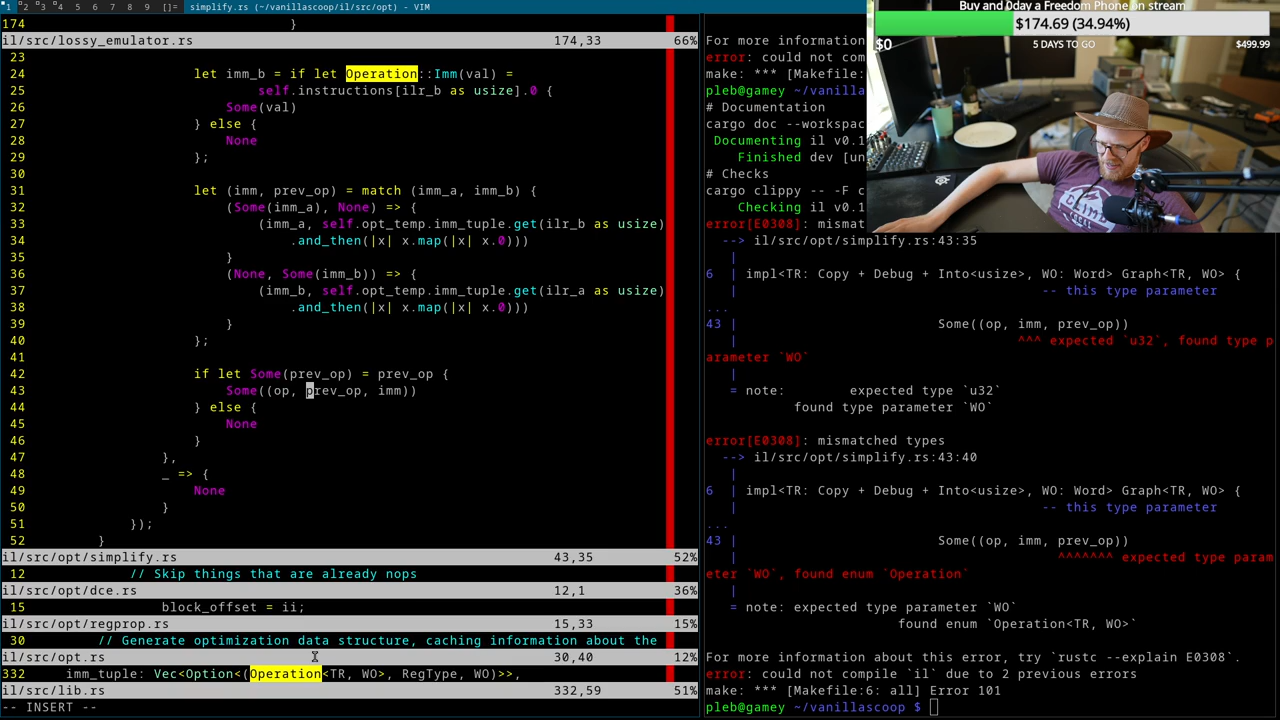 1 2 3 4 5 6 7 8 9 []= simplify.rs (~/vanillascoop/il/src/opt) - VIM
174 }
il/src/lossy_emulator.rs 174,33 66%
23
24 let imm_b = if let Operation::Imm(val) =
25 self.instructions[ilr_b as usize].0 {
26 Some(val)
27 } else {
28 None
29 };
30
31 let (imm, prev_op) = match (imm_a, imm_b) {
32 (Some(imm_a), None) => {
33 (imm_a, self.opt_temp.imm_tuple.get(ilr_b as usize)
34 .and_then(|x| x.map(|x| x.0)))
35 }
36 (None, Some(imm_b)) => {
37 (imm_b, self.opt_temp.imm_tuple.get(ilr_a as usize)
38 .and_then(|x| x.map(|x| x.0)))
39 }
40 };
41
42 if let Some(prev_op) = prev_op {
43 Some((op, prev_op, imm))
44 } else {
45 None
46 }
47 },
48 _ => {
49 None
50 }
51 });
52 }
il/src/opt/simplify.rs 43,35 52%
12 // Skip things that are already nops
il/src/opt/dce.rs 12,1 36%
15 block_offset = ii;
il/src/opt/regprop.rs 15,33 15%
30 // Generate optimization data structure, caching information about the
il/src/opt.rs 30,40 12%
332 imm_tuple: Vec<Option<(Operation<TR, WO>, RegType, WO)>>,
il/src/lib.rs 332,59 51%
-- INSERT --
Buy and 0day a Freedom Phone on stream
$174.69 (34.94%)
$0 5 DAYS TO GO $499.99
For more information
error: could not com
make: *** [Makefile:
pleb@gamey ~/vanilla
# Documentation
cargo doc --workspac
Documenting il v0.1
Finished dev [un
# Checks
cargo clippy -- -F c
Checking il v0.1
error[E0308]: mismat
--> il/src/opt/simplify.rs:43:35
|
6 | impl<TR: Copy + Debug + Into<usize>, WO: Word> Graph<TR, WO> {
| -- this type parameter
...
43 | Some((op, imm, prev_op))
| ^^^ expected `u32`, found type p
arameter `WO`
|
= note: expected type `u32`
found type parameter `WO`
error[E0308]: mismatched types
--> il/src/opt/simplify.rs:43:40
|
6 | impl<TR: Copy + Debug + Into<usize>, WO: Word> Graph<TR, WO> {
| -- this type parameter
...
43 | Some((op, imm, prev_op))
| ^^^^^^^ expected type param
eter `WO`, found enum `Operation`
|
= note: expected type parameter `WO`
found enum `Operation<TR, WO>`
For more information about this error, try `rustc --explain E0308`.
error: could not compile `il` due to 2 previous errors
make: *** [Makefile:6: all] Error 101
pleb@gamey ~/vanillascoop $